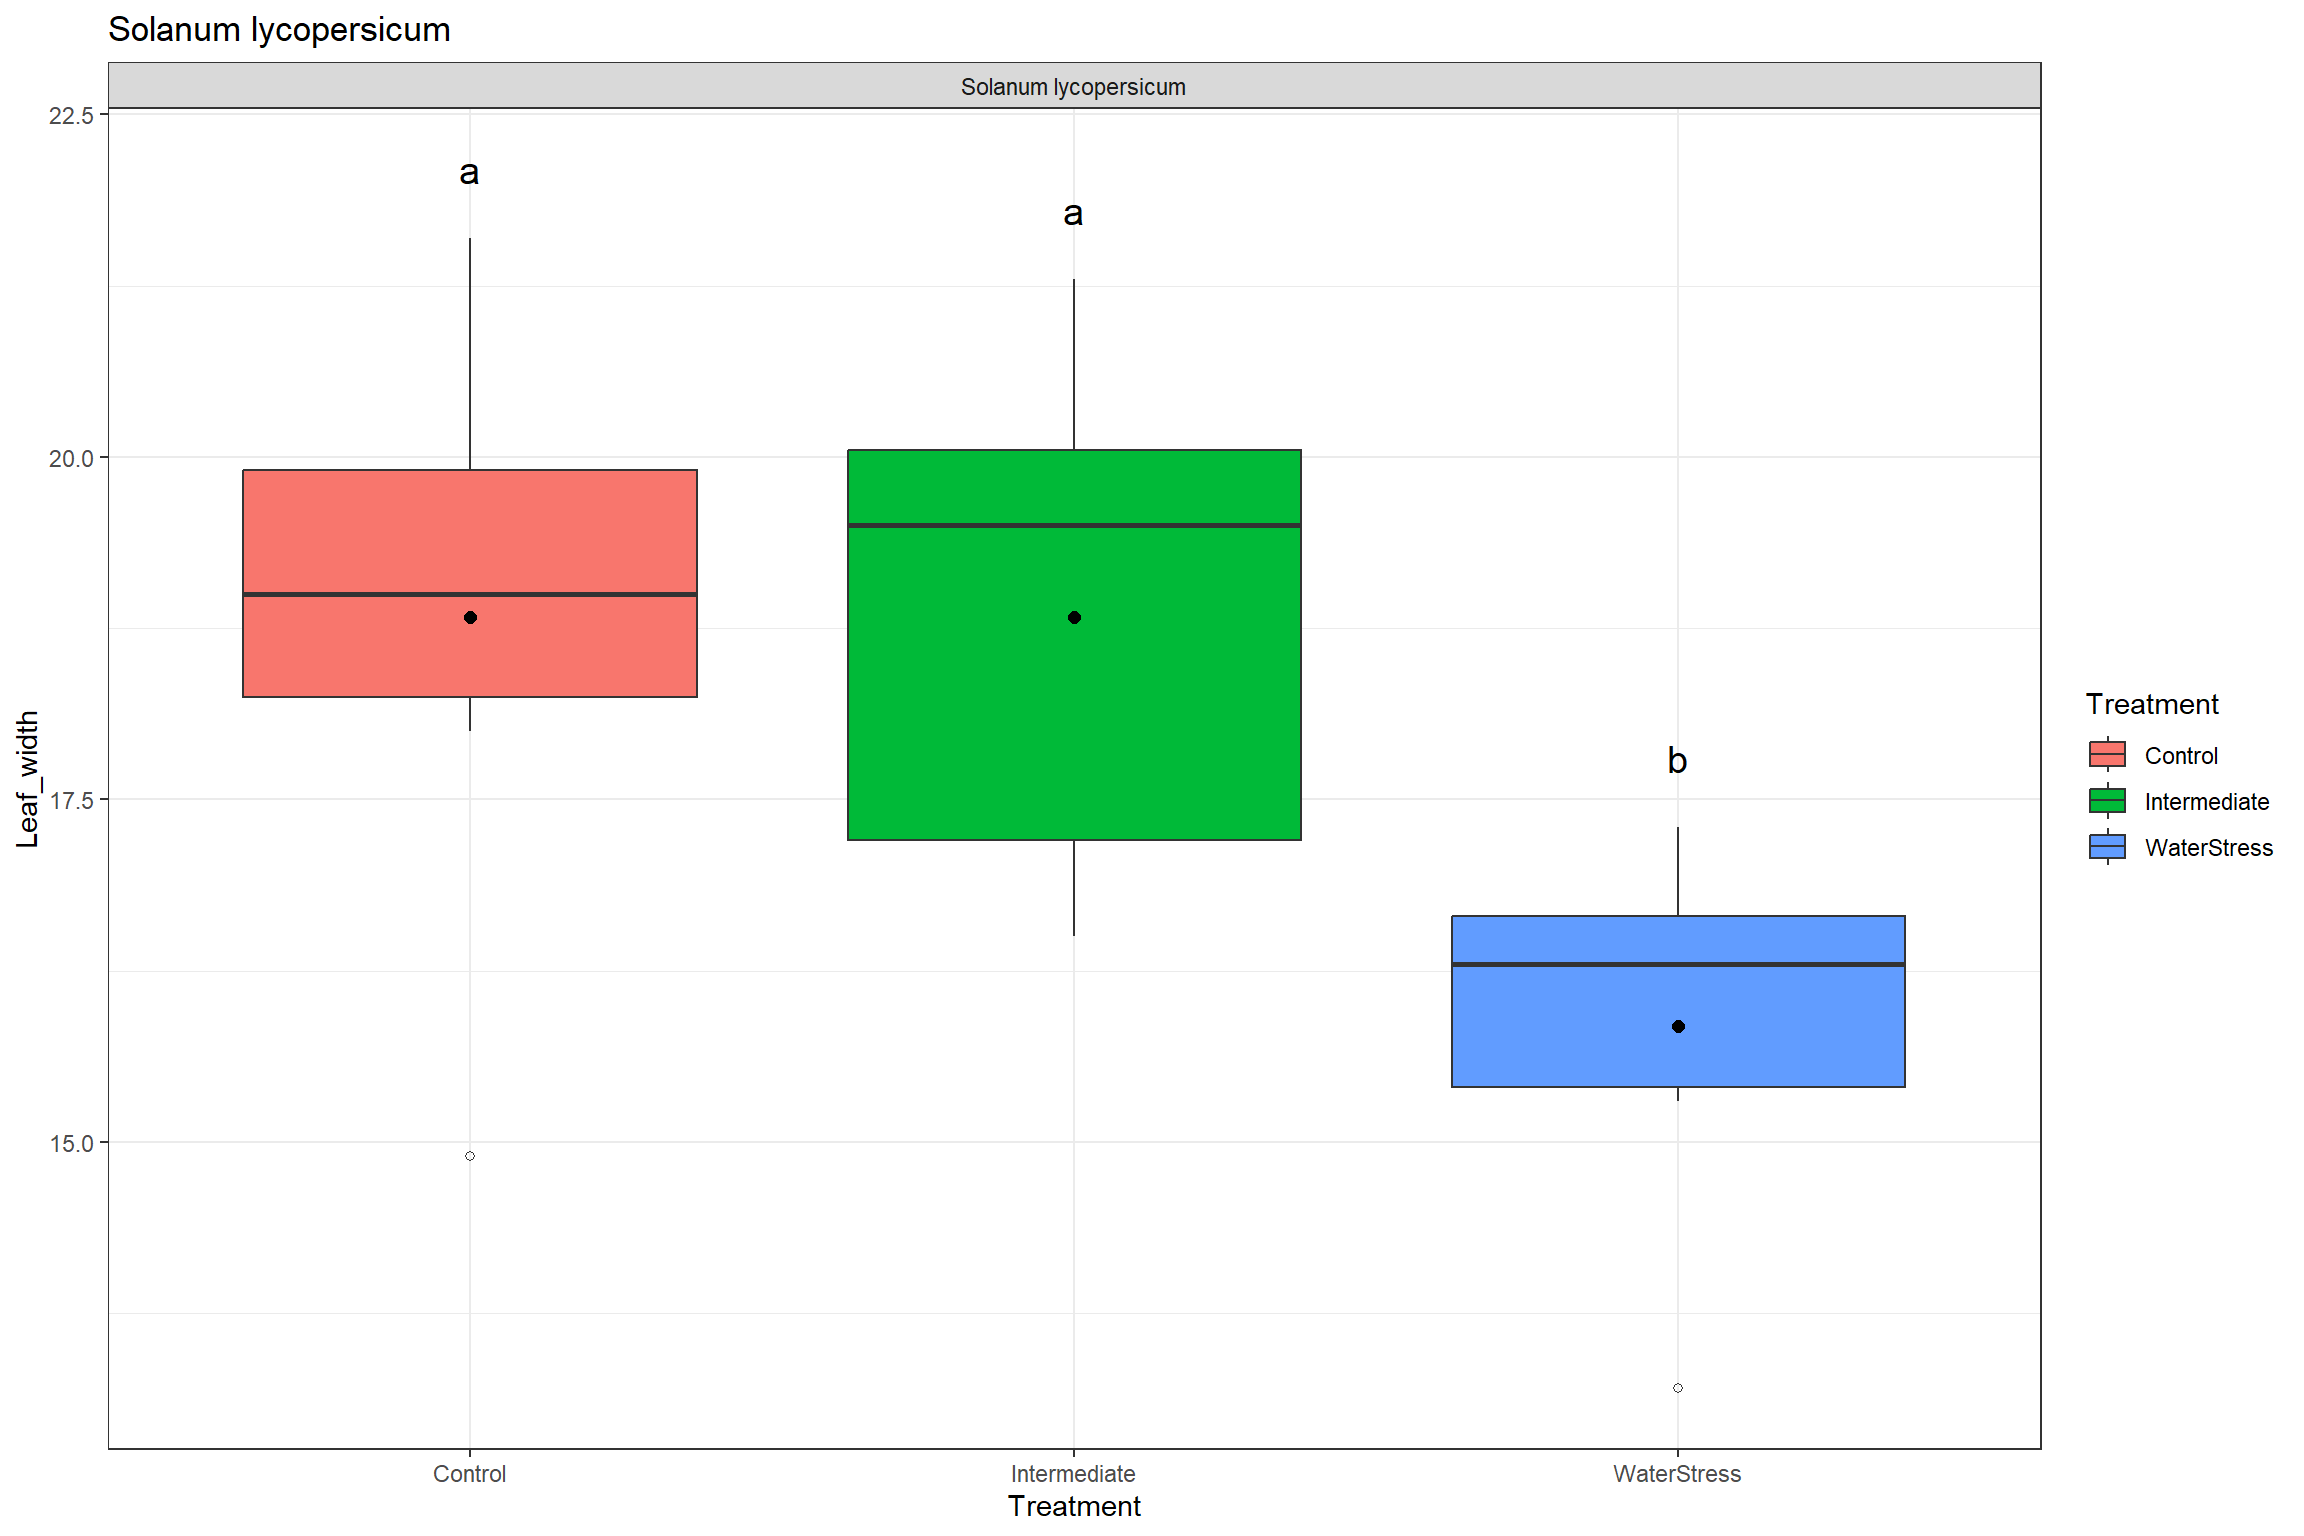 Solanum lycopersicum
Solanum lycopersicum
22.5
20.0
17.5
15.0
Leaf_width
a
a
b
Control
Intermediate
WaterStress
Treatment
Treatment
Control
Intermediate
WaterStress